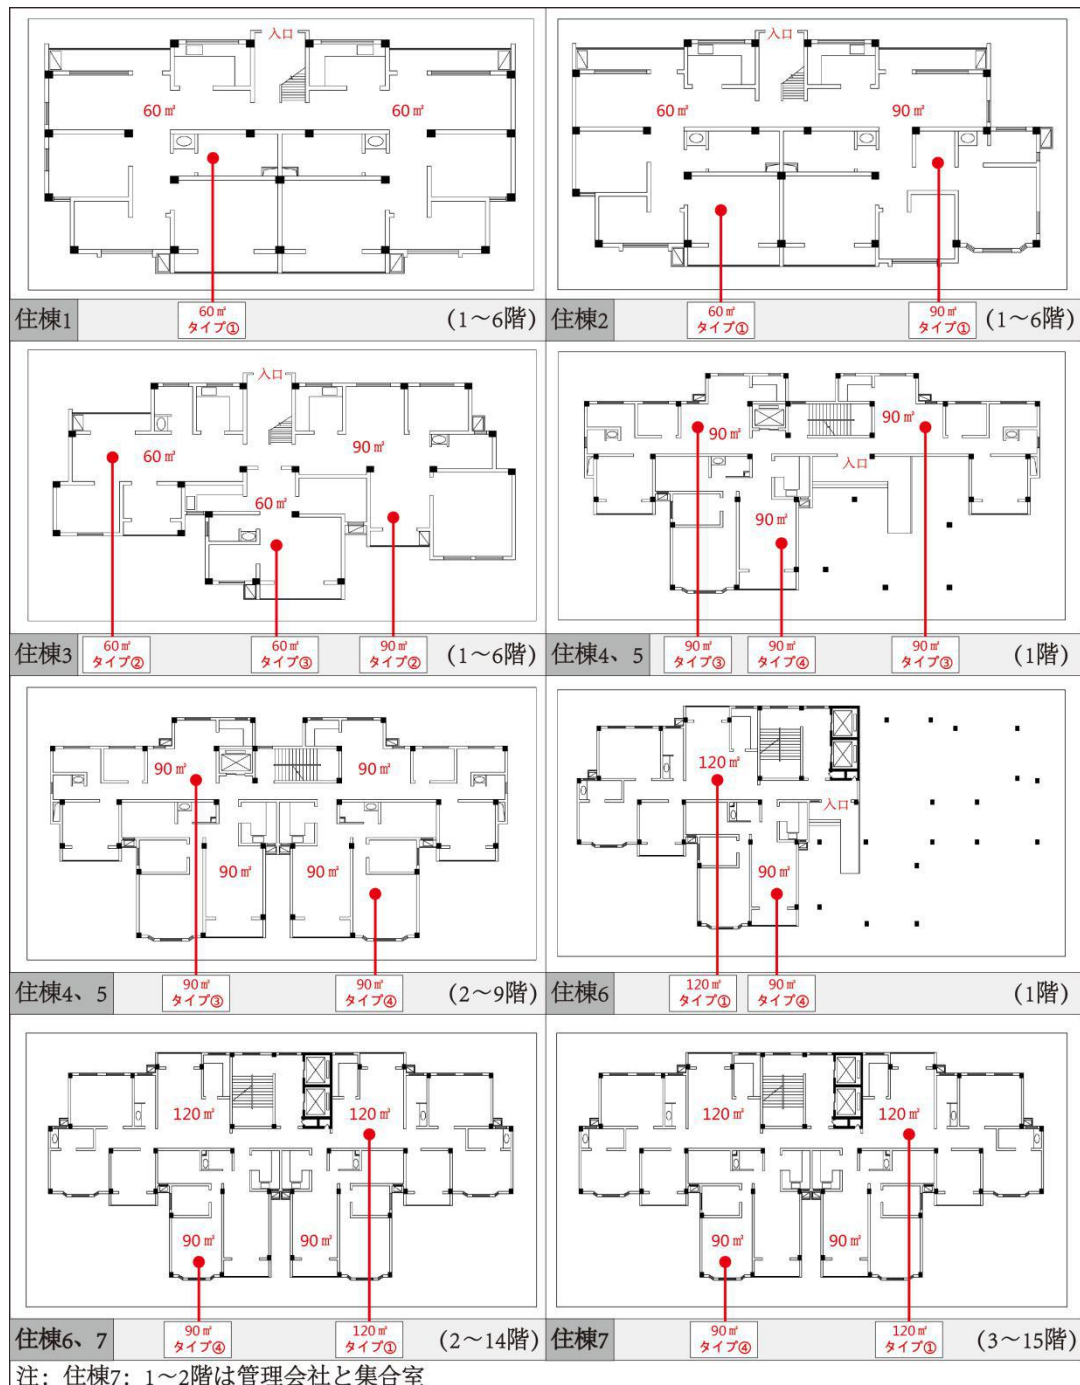 入口
60㎡
60㎡
60㎡
タイプ①
住棟1
(1～6階)
入口
60㎡
90㎡
60㎡
タイプ①
90㎡
タイプ①
住棟2
(1～6階)
入口
60㎡
90㎡
60㎡
住棟3
60㎡
タイプ②
60㎡
タイプ③
90㎡
タイプ②
(1～6階)
90㎡
90㎡
入口
90㎡
住棟4、5
90㎡
タイプ③
90㎡
タイプ④
90㎡
タイプ③
(1階)
90㎡
90㎡
90㎡
90㎡
住棟4、5
90㎡
タイプ③
90㎡
タイプ④
(2～9階)
120㎡
入口
90㎡
住棟6
120㎡
タイプ①
90㎡
タイプ④
(1階)
120㎡
120㎡
90㎡
90㎡
住棟6、7
90㎡
タイプ④
120㎡
タイプ①
(2～14階)
120㎡
120㎡
90㎡
90㎡
住棟7
90㎡
タイプ④
120㎡
タイプ①
(3～15階)
注：住棟7：1～2階は管理会社と集合室